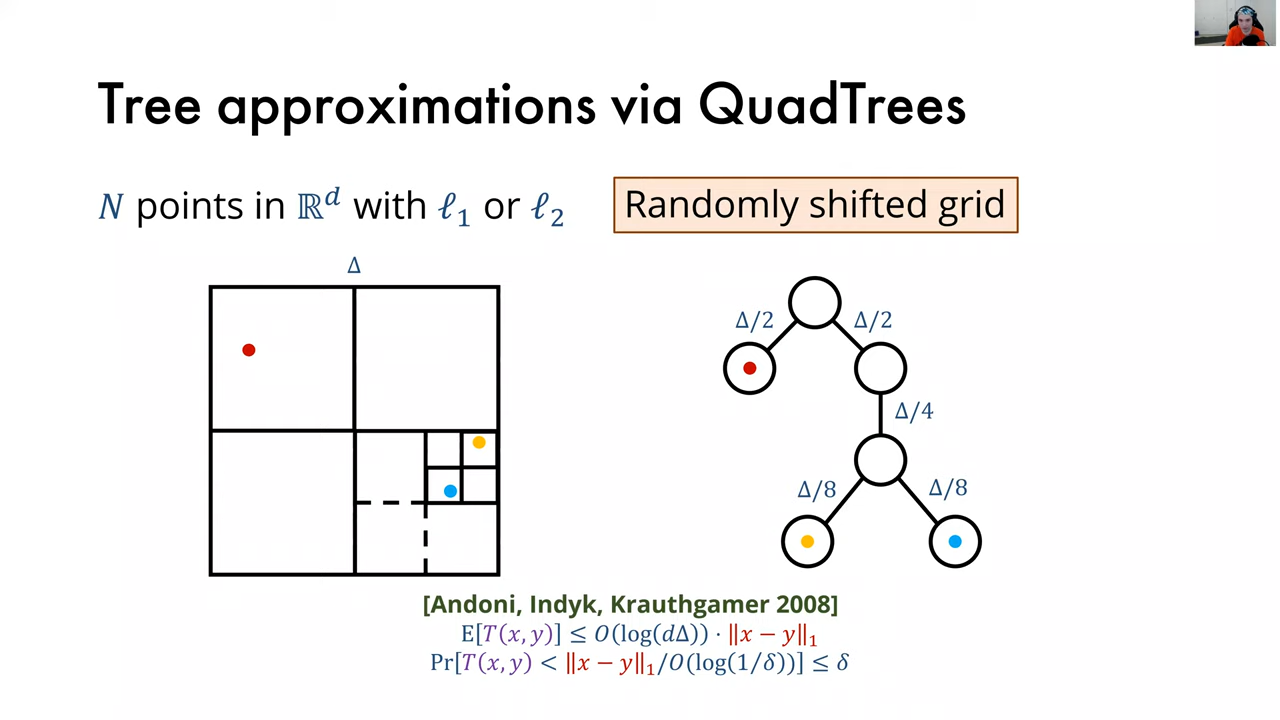 Tree approximations via QuadTrees
N points in ℝᵈ with ℓ₁ or ℓ₂
Randomly shifted grid
Δ
Δ/2
Δ/2
Δ/4
Δ/8
Δ/8
[Andoni, Indyk, Krauthgamer 2008]
E[T(x, y)] ≤ O(log(dΔ)) · ‖x − y‖₁
Pr[T(x, y) < ‖x − y‖₁/O(log(1/δ))] ≤ δ